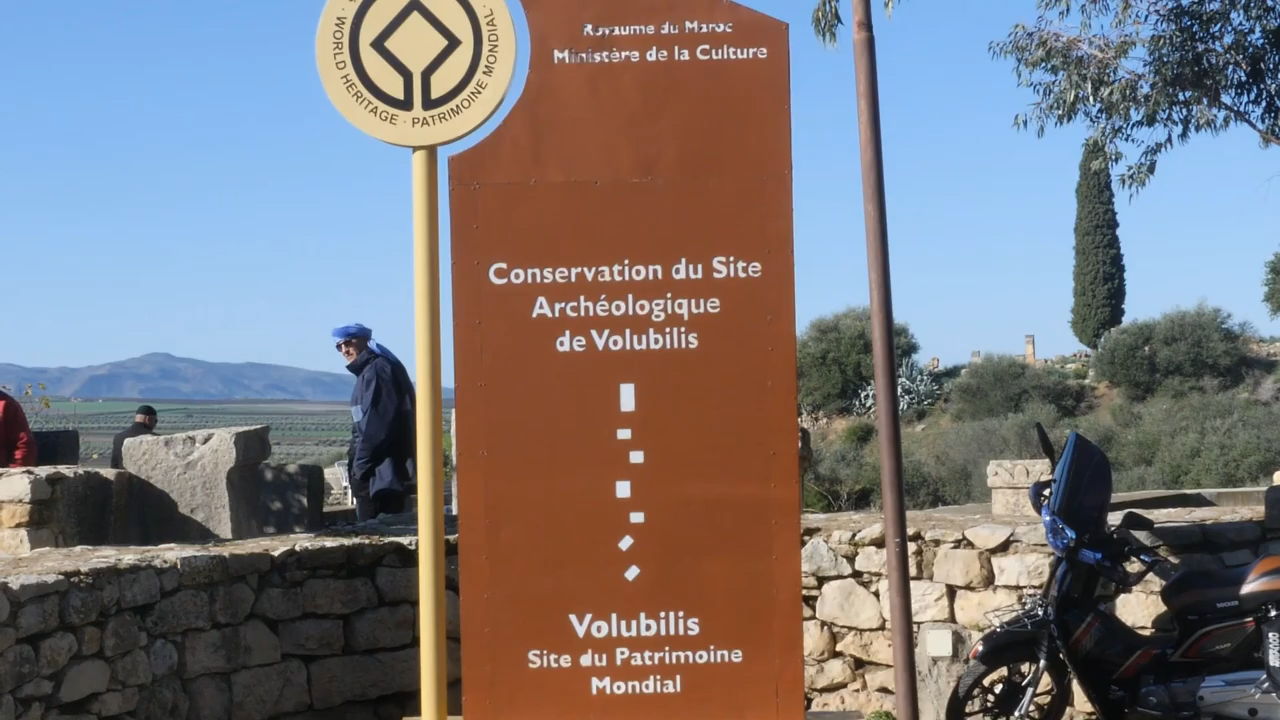 WORLD HERITAGE · PATRIMOINE MONDIAL ·
Royaume du Maroc
Ministère de la Culture
Conservation du Site
Archéologique
de Volubilis
Volubilis
Site du Patrimoine
Mondial
DOCKER